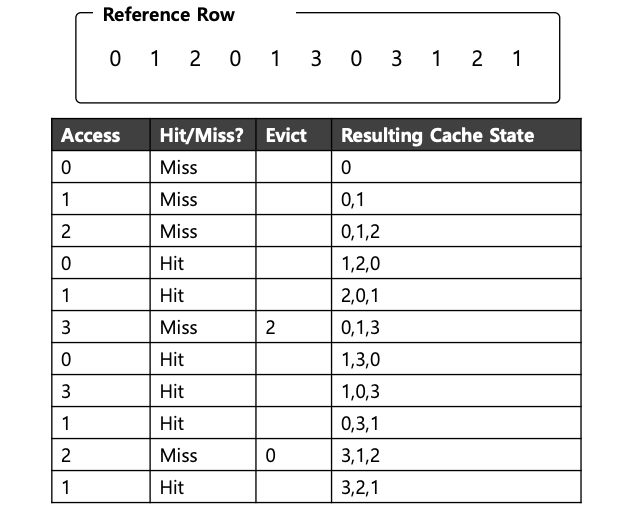 Reference Row
0 1 2 0 1 3 0 3 1 2 1
Access Hit/Miss? Evict Resulting Cache State
0 Miss 0
1 Miss 0,1
2 Miss 0,1,2
0 Hit 1,2,0
1 Hit 2,0,1
3 Miss 2 0,1,3
0 Hit 1,3,0
3 Hit 1,0,3
1 Hit 0,3,1
2 Miss 0 3,1,2
1 Hit 3,2,1